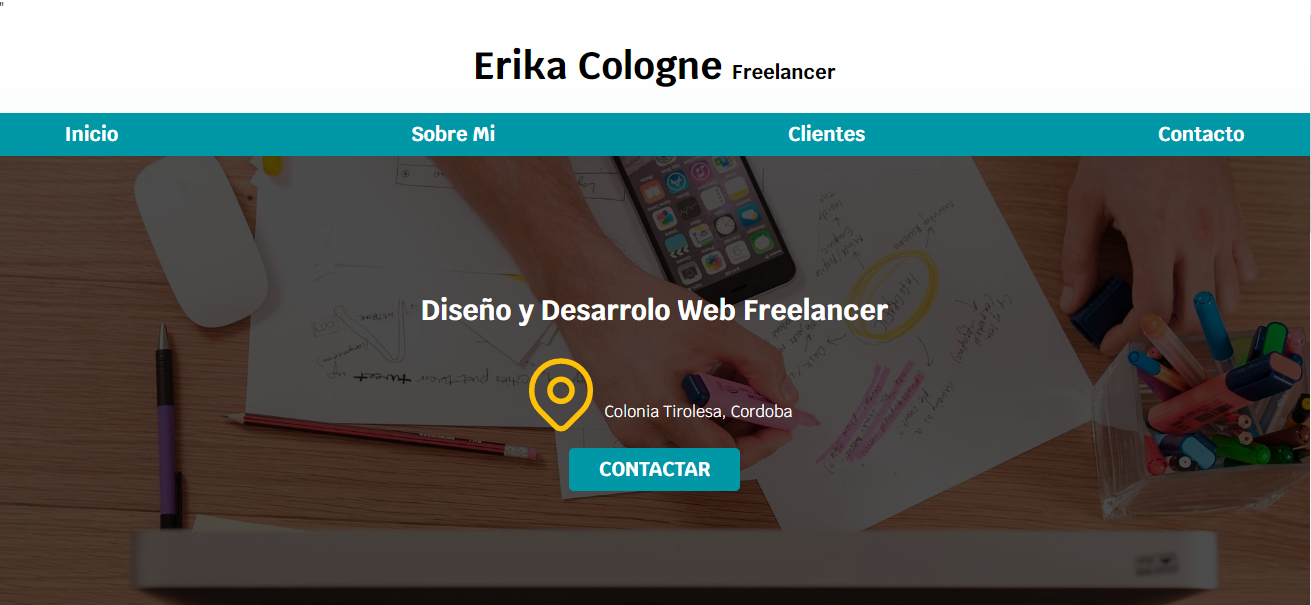 "
Erika Cologne Freelancer
Inicio Sobre Mi Clientes Contacto
Diseño y Desarrolo Web Freelancer
Colonia Tirolesa, Cordoba
CONTACTAR